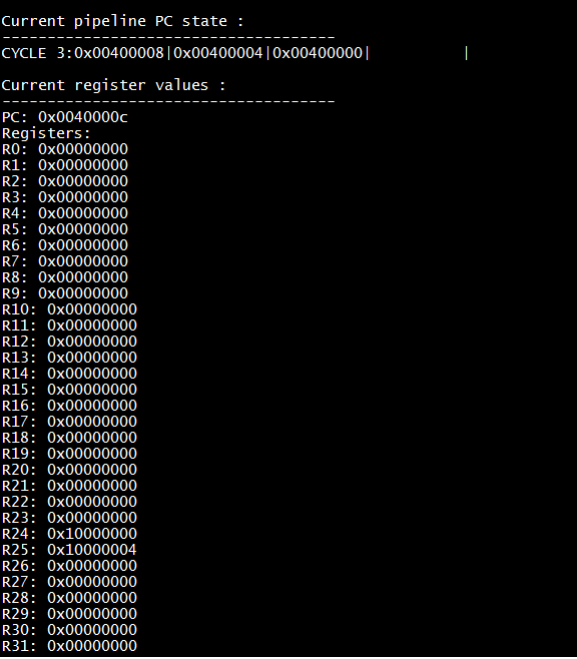 Current pipeline PC state :
-------------------------------------
CYCLE 3:0x00400008|0x00400004|0x00400000|          |
Current register values :
-------------------------------------
PC: 0x0040000c
Registers:
R0: 0x00000000
R1: 0x00000000
R2: 0x00000000
R3: 0x00000000
R4: 0x00000000
R5: 0x00000000
R6: 0x00000000
R7: 0x00000000
R8: 0x00000000
R9: 0x00000000
R10: 0x00000000
R11: 0x00000000
R12: 0x00000000
R13: 0x00000000
R14: 0x00000000
R15: 0x00000000
R16: 0x00000000
R17: 0x00000000
R18: 0x00000000
R19: 0x00000000
R20: 0x00000000
R21: 0x00000000
R22: 0x00000000
R23: 0x00000000
R24: 0x10000000
R25: 0x10000004
R26: 0x00000000
R27: 0x00000000
R28: 0x00000000
R29: 0x00000000
R30: 0x00000000
R31: 0x00000000